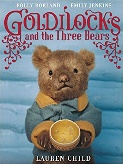 POLLY BORLAND & EMILY JENKINS
GOLDILOCKS
AND THE Three Bears
LAUREN CHILD